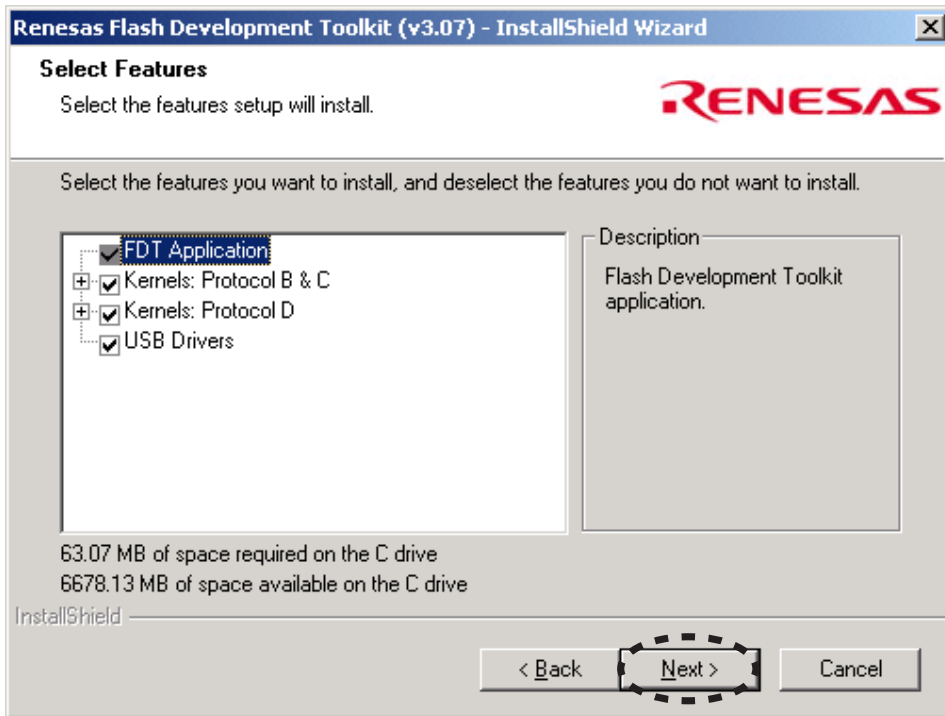 Renesas Flash Development Toolkit (v3.07) - InstallShield Wizard
Select Features
Select the features setup will install.
RENESAS
Select the features you want to install, and deselect the features you do not want to install.
FDT Application
Kernels: Protocol B & C
Kernels: Protocol D
USB Drivers
Description
Flash Development Toolkit
application.
63.07 MB of space required on the C drive
6678.13 MB of space available on the C drive
InstallShield
< Back
Next >
Cancel